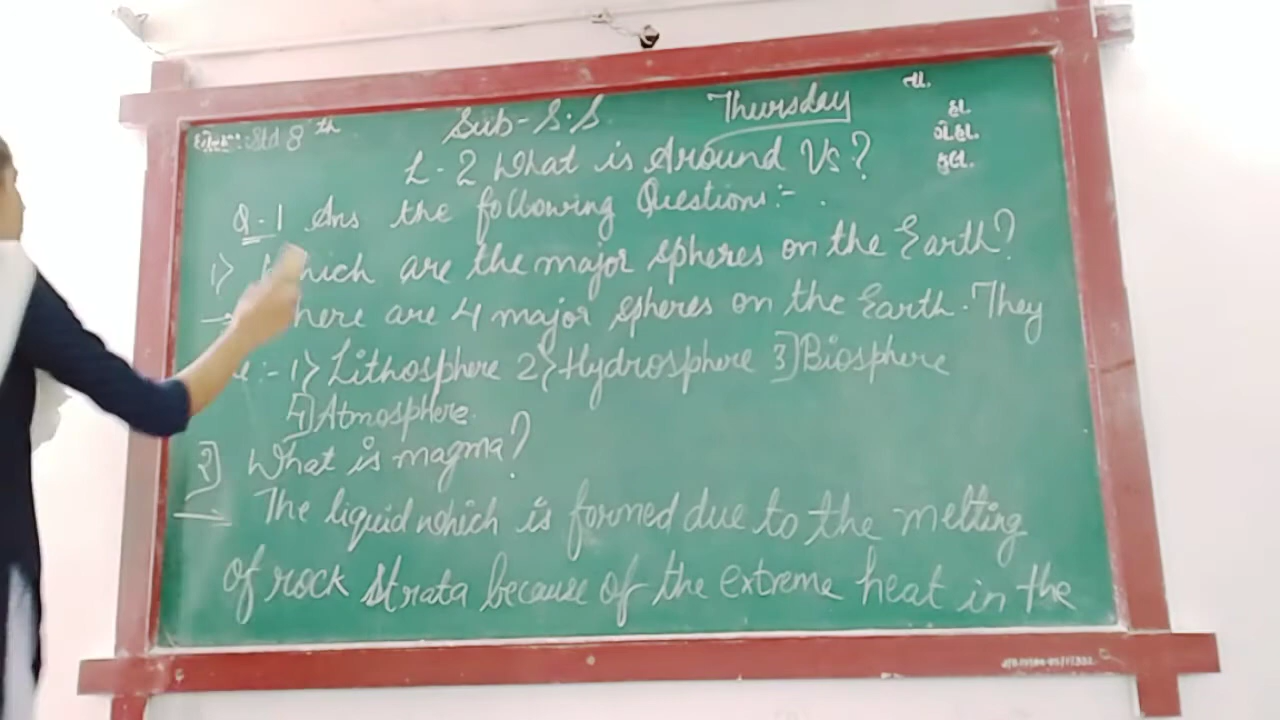 ધોરણ: Std 8th Sub-S.S Thursday તા.
હા.
ગે.હા.
કુલ.
L-2 What is Around Us?
Q-1 Ans the following Questions:-
1> Which are the major spheres on the Earth?
→ here are 4 major spheres on the Earth. They
e:- 1> Lithosphere 2> Hydrosphere 3] Biosphere
4] Atmosphere.
2] What is magma?
The liquid which is formed due to the melting
of rock strata because of the extreme heat in the